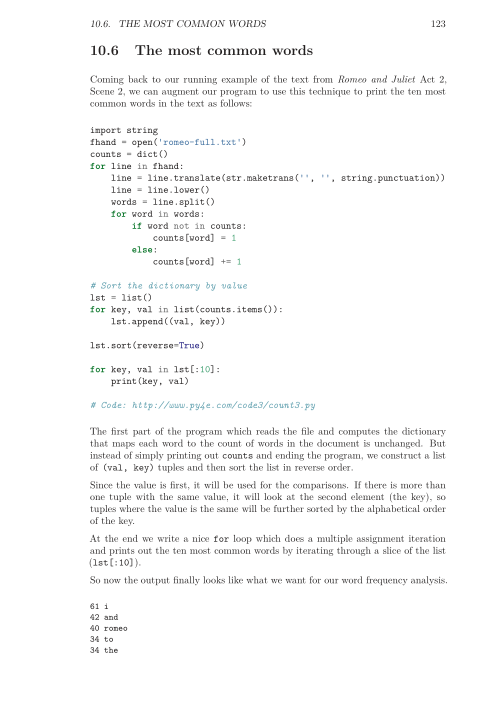 10.6. THE MOST COMMON WORDS 123
10.6 The most common words
Coming back to our running example of the text from Romeo and Juliet Act 2,
Scene 2, we can augment our program to use this technique to print the ten most
common words in the text as follows:
import string
fhand = open('romeo-full.txt')
counts = dict()
for line in fhand:
    line = line.translate(str.maketrans('', '', string.punctuation))
    line = line.lower()
    words = line.split()
    for word in words:
        if word not in counts:
            counts[word] = 1
        else:
            counts[word] += 1
# Sort the dictionary by value
lst = list()
for key, val in list(counts.items()):
    lst.append((val, key))
lst.sort(reverse=True)
for key, val in lst[:10]:
    print(key, val)
# Code: http://www.py4e.com/code3/count3.py
The first part of the program which reads the file and computes the dictionary
that maps each word to the count of words in the document is unchanged. But
instead of simply printing out counts and ending the program, we construct a list
of (val, key) tuples and then sort the list in reverse order.
Since the value is first, it will be used for the comparisons. If there is more than
one tuple with the same value, it will look at the second element (the key), so
tuples where the value is the same will be further sorted by the alphabetical order
of the key.
At the end we write a nice for loop which does a multiple assignment iteration
and prints out the ten most common words by iterating through a slice of the list
(lst[:10]).
So now the output finally looks like what we want for our word frequency analysis.
61 i
42 and
40 romeo
34 to
34 the